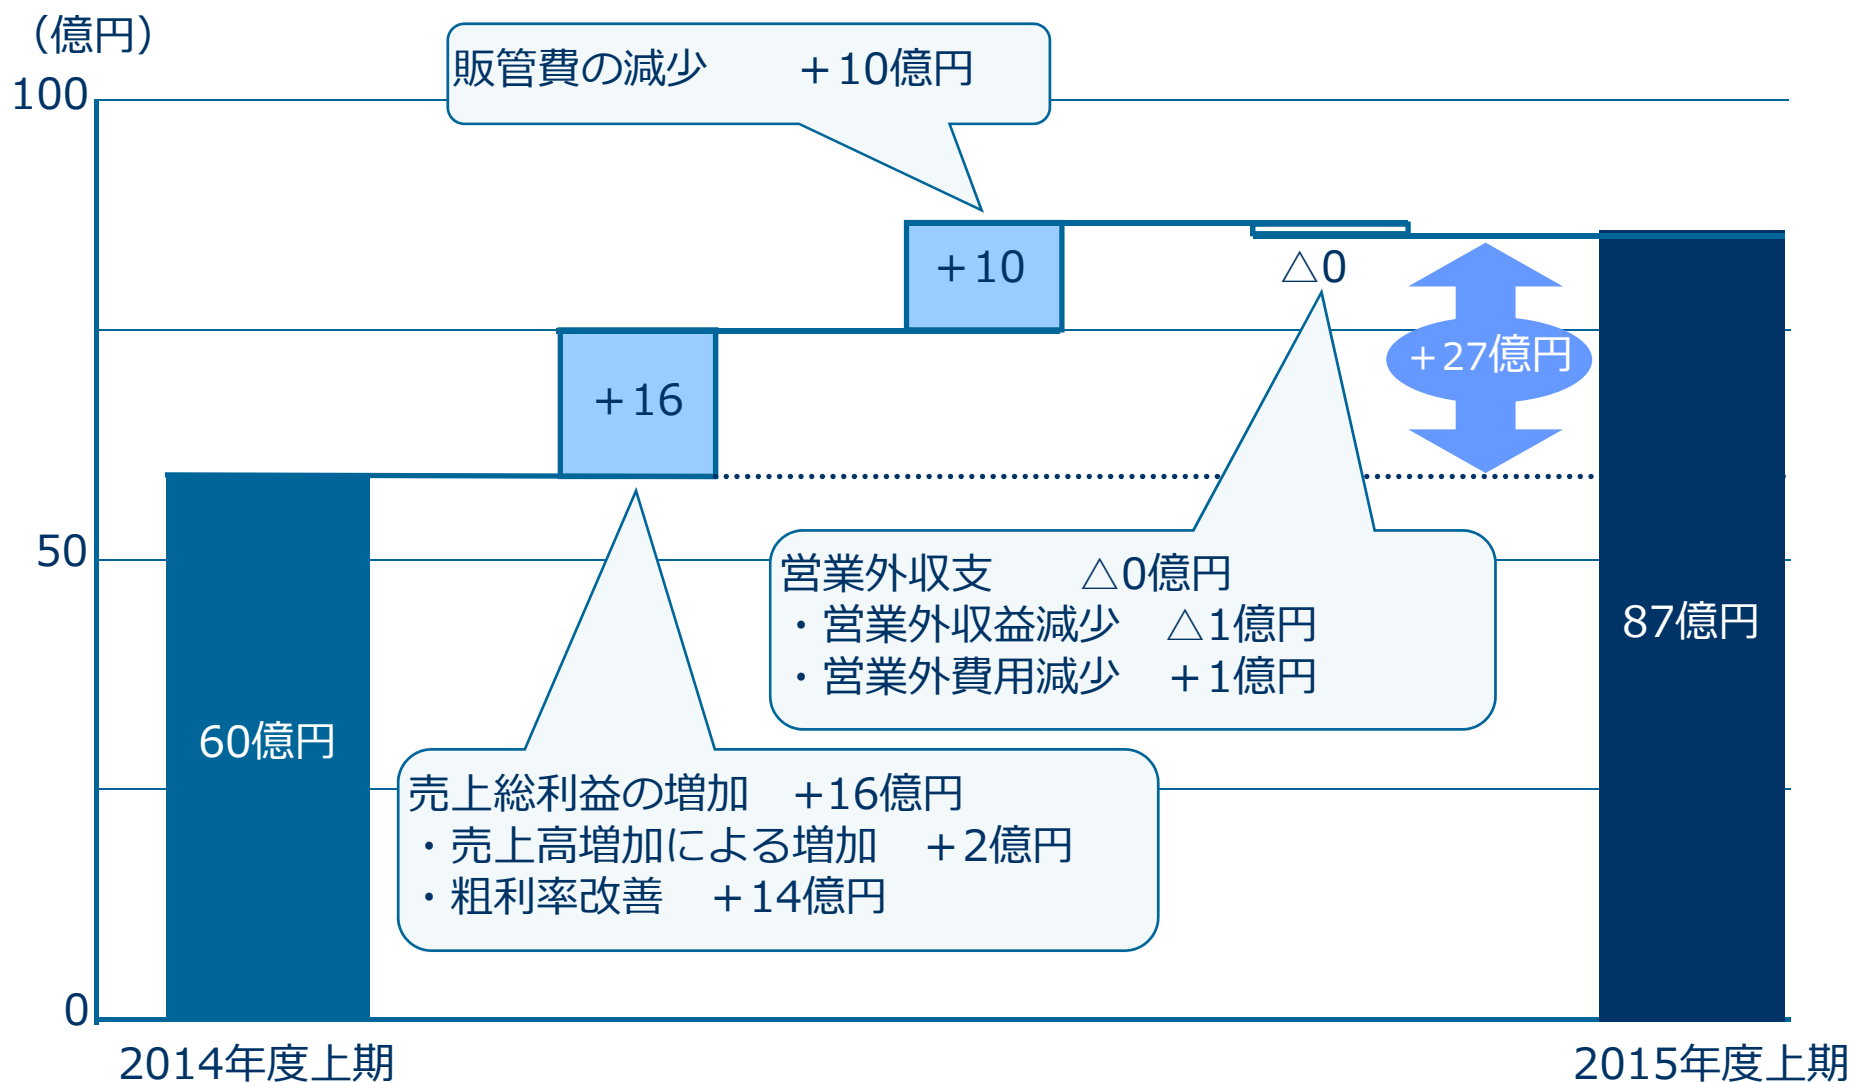 （億円）
100
販管費の減少　　＋10億円
＋10
△0
＋27億円
＋16
50
営業外収支　　△0億円
・営業外収益減少　△1億円
・営業外費用減少　＋1億円
87億円
60億円
売上総利益の増加　+16億円
・売上高増加による増加　＋2億円
・粗利率改善　＋14億円
0
2014年度上期
2015年度上期